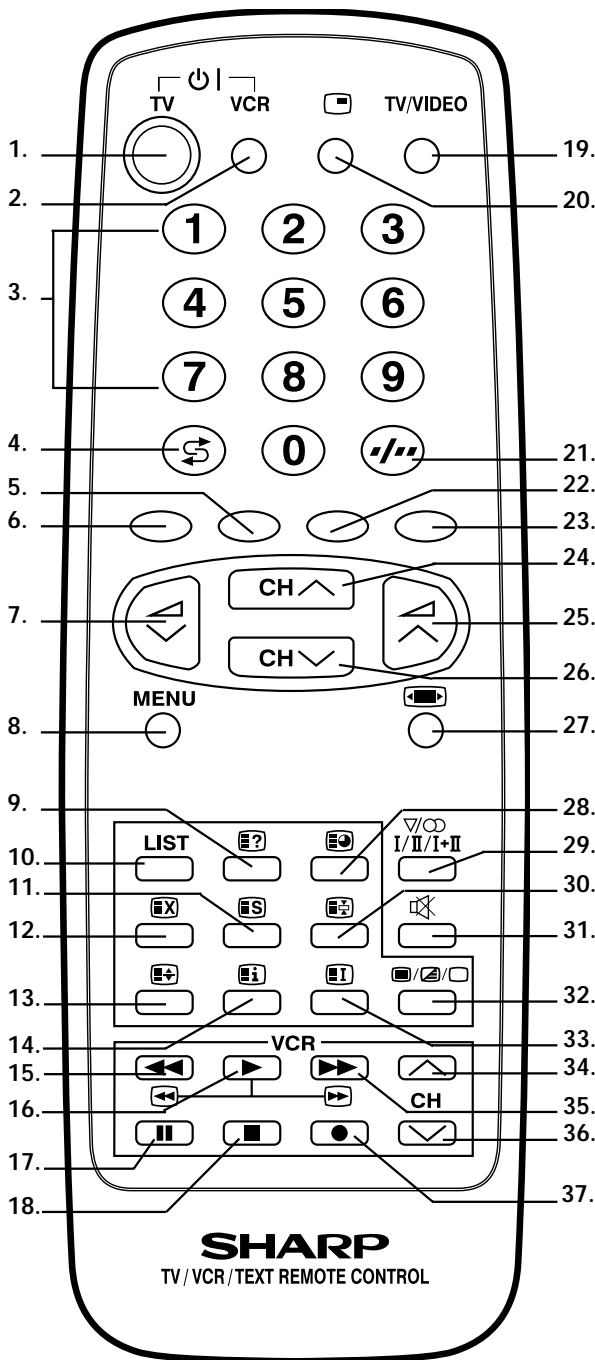 TV VCR TV/VIDEO
1. 19.
2. 20.
1 2 3
3.
4 5 6
7 8 9
4. 0 -/-- 21.
5. 22.
6. 23.
CH 24.
7. 25.
CH 26.
MENU
8. 27.
9. 28.
LIST ? I/II/I+II
10. 29.
11. 30.
X S
12. 31.
i I
13. 32.
14. 33.
VCR
15. 34.
CH
16. 35.
17. 36.
18. 37.
SHARP
TV / VCR / TEXT REMOTE CONTROL